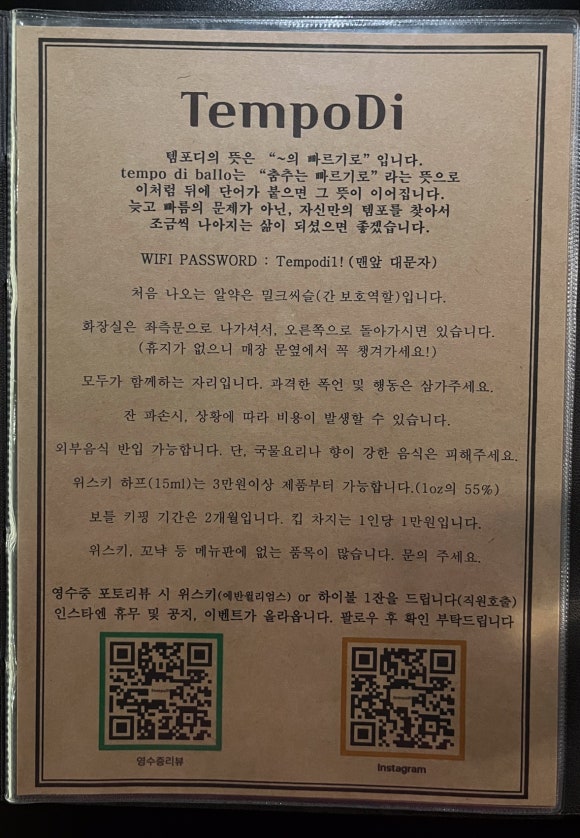 TempoDi
템포디의 뜻은 “~의 빠르기로” 입니다.
tempo di ballo는 “춤추는 빠르기로” 라는 뜻으로
이처럼 뒤에 단어가 붙으면 그 뜻이 이어집니다.
늦고 빠름의 문제가 아닌, 자신만의 템포를 찾아서
조금씩 나아지는 삶이 되셨으면 좋겠습니다.
WIFI PASSWORD : Tempodi1! (맨앞 대문자)
처음 나오는 알약은 밀크씨슬(간 보호역할)입니다.
화장실은 좌측문으로 나가셔서, 오른쪽으로 돌아가시면 있습니다.
(휴지가 없으니 매장 문옆에서 꼭 챙겨가세요!)
모두가 함께하는 자리입니다. 과격한 폭언 및 행동은 삼가주세요.
잔 파손시, 상황에 따라 비용이 발생할 수 있습니다.
외부음식 반입 가능합니다. 단, 국물요리나 향이 강한 음식은 피해주세요.
위스키 하프(15ml)는 3만원이상 제품부터 가능합니다.(1oz의 55%)
보틀 키핑 기간은 2개월입니다. 킵 차지는 1인당 1만원입니다.
위스키, 꼬냑 등 메뉴판에 없는 품목이 많습니다. 문의 주세요.
영수증 포토리뷰 시 위스키(에반윌리엄스) or 하이볼 1잔을 드립니다(직원호출)
인스타엔 휴무 및 공지, 이벤트가 올라옵니다. 팔로우 후 확인 부탁드립니다
영수증리뷰
Instagram